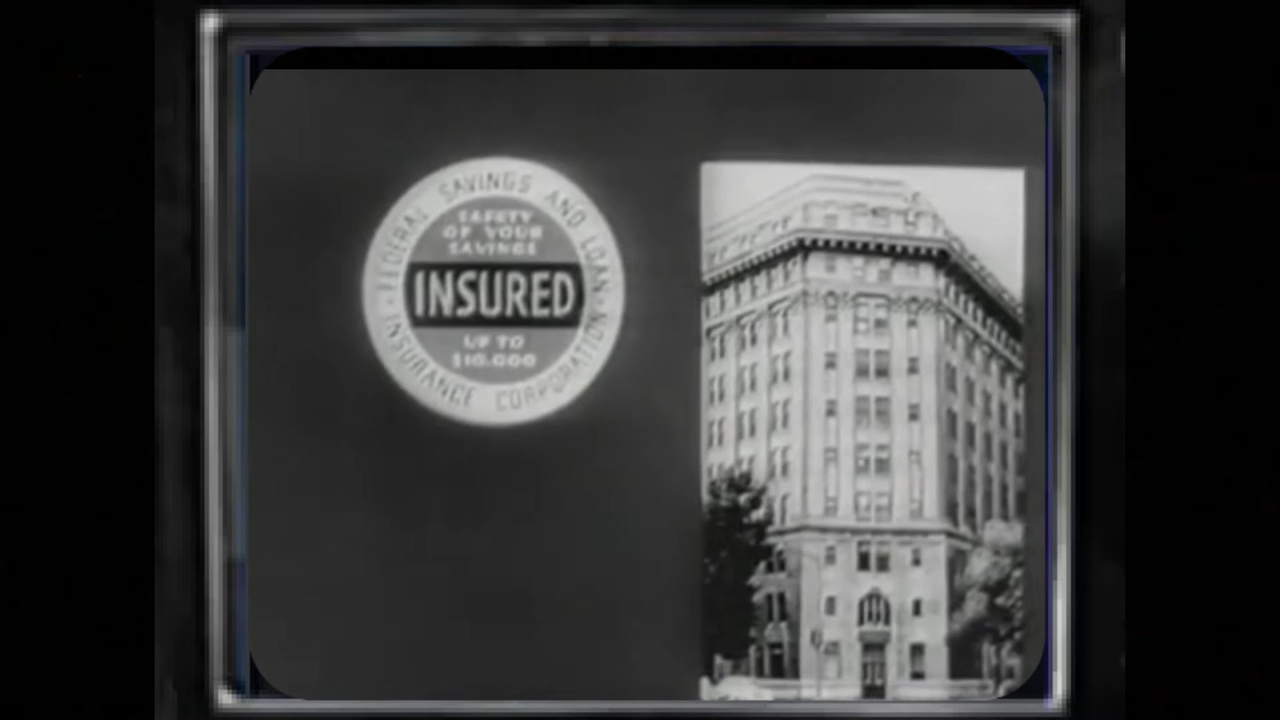 FEDERAL SAVINGS AND LOAN
INSURANCE CORPORATION
SAFETY
OF YOUR
SAVINGS
INSURED
UP TO
$10,000